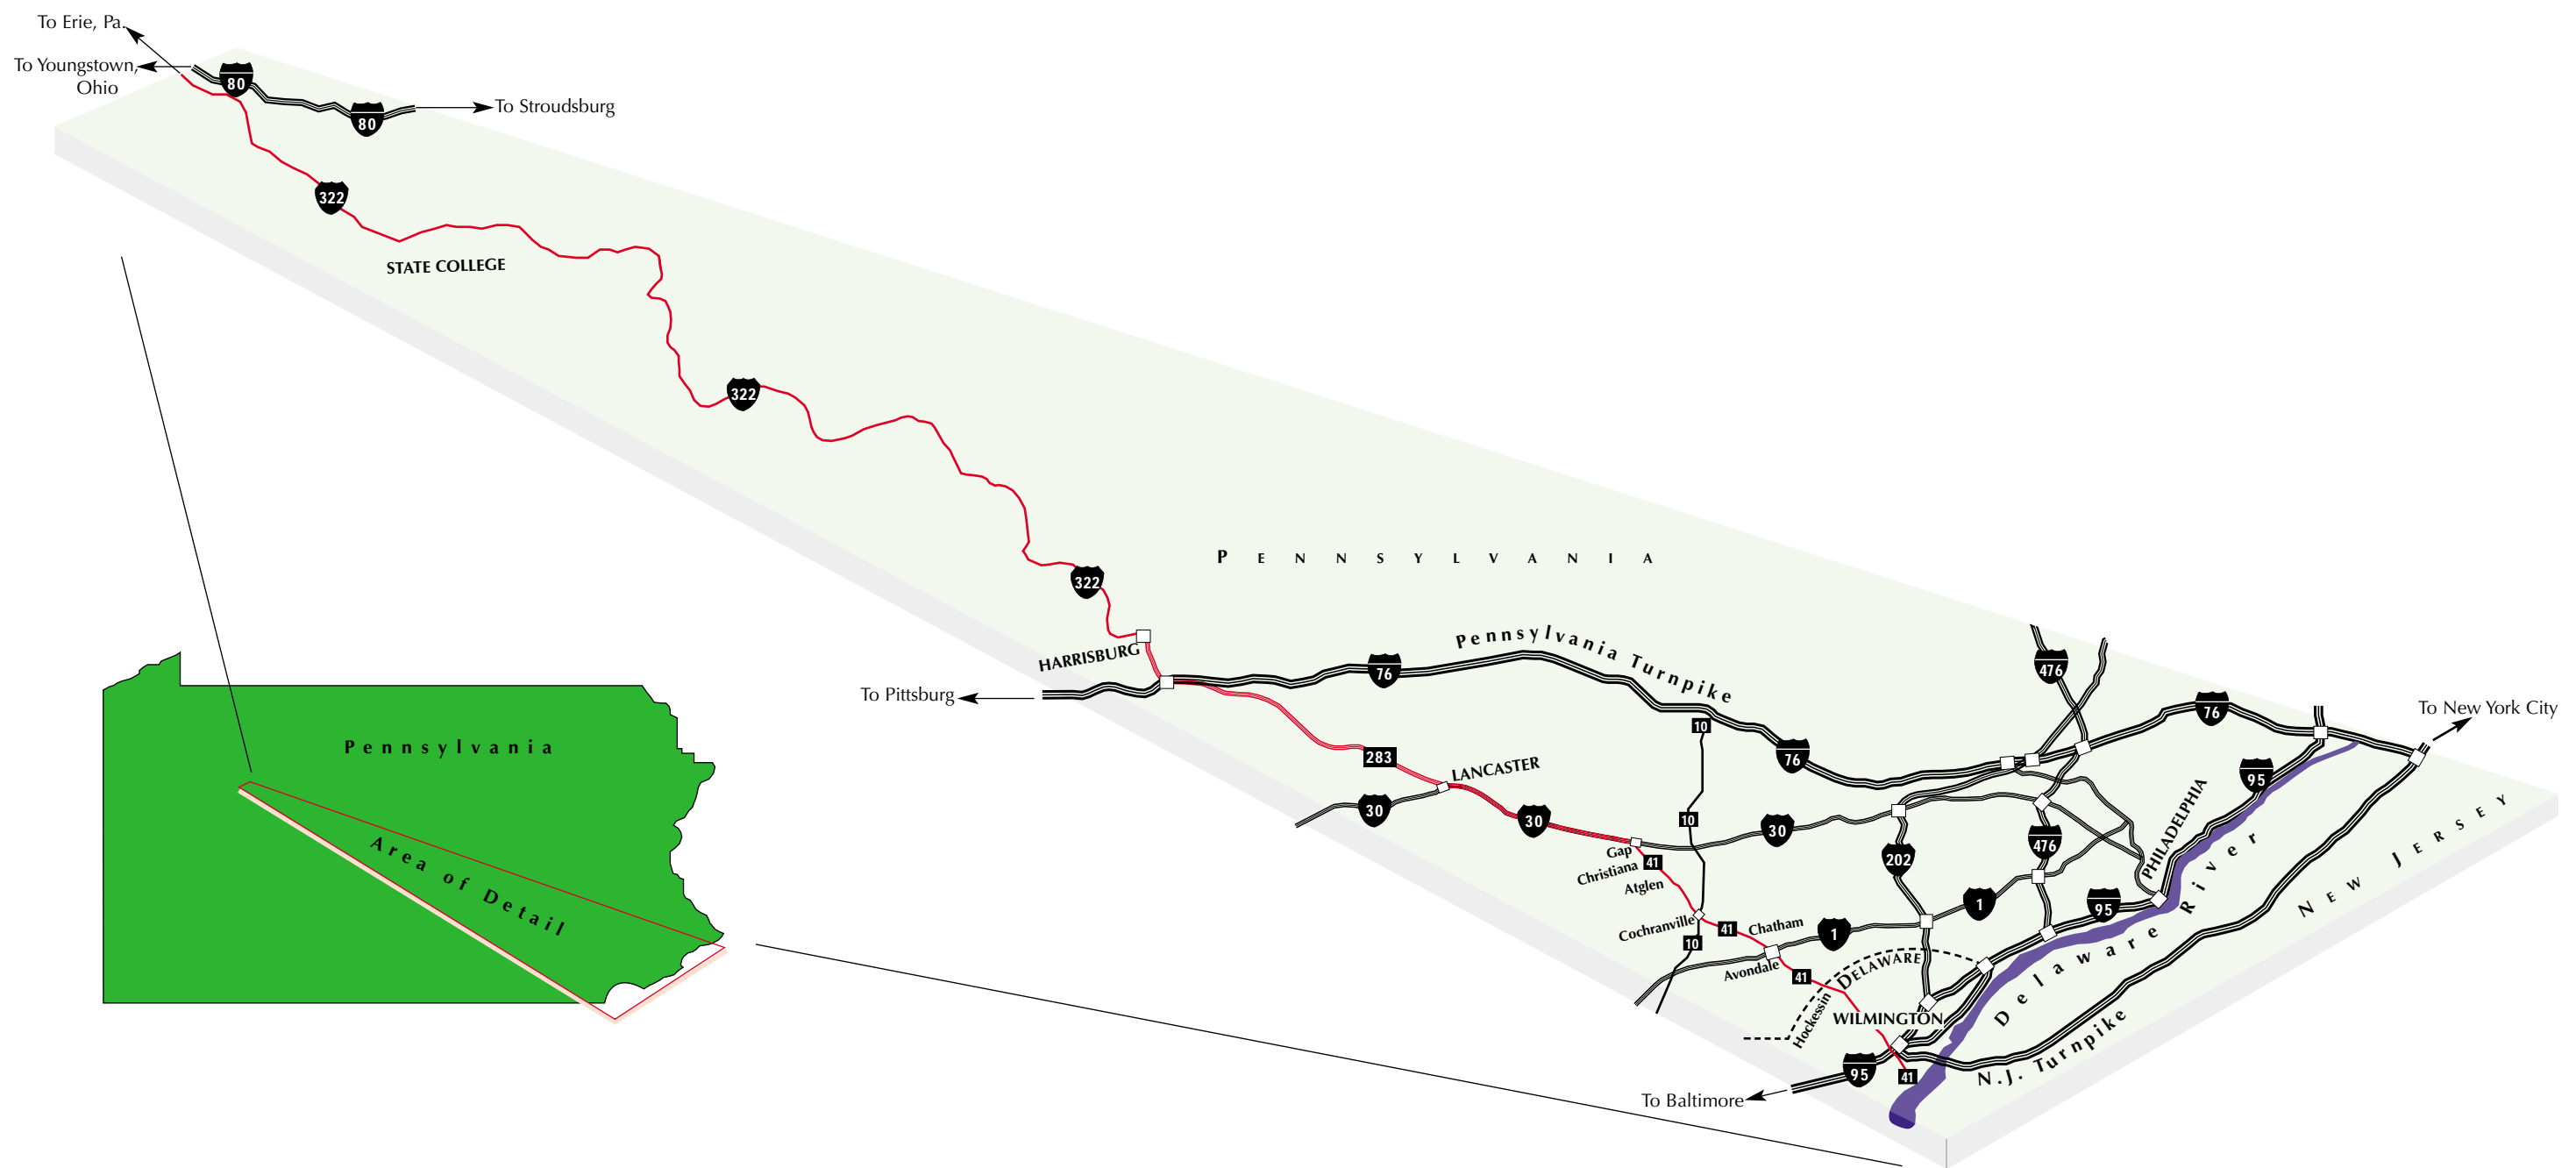 To Erie, Pa.
To Youngstown,
Ohio
80
80
To Stroudsburg
322
STATE COLLEGE
322
322
PENNSYLVANIA
HARRISBURG
To Pittsburg
76
Pennsylvania Turnpike
283
LANCASTER
30
30
10
76
10
30
Gap
41
Christiana
Atglen
Cochranville
41
Chatham
10
Avondale
41
1
202
1
476
476
76
95
95
PHILADELPHIA
To New York City
Delaware River
NEW JERSEY
DELAWARE
Hockessin
WILMINGTON
95
41
N.J. Turnpike
To Baltimore
Pennsylvania
Area of Detail